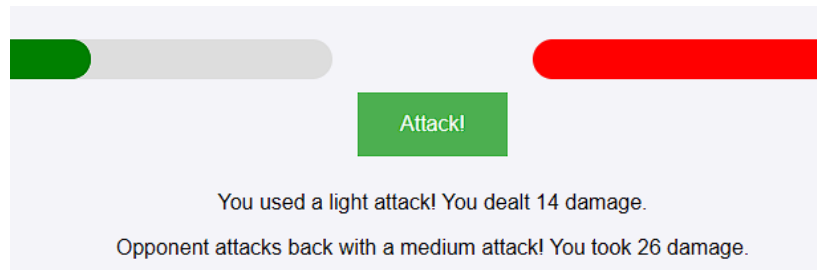 Attack!
You used a light attack! You dealt 14 damage.
Opponent attacks back with a medium attack! You took 26 damage.